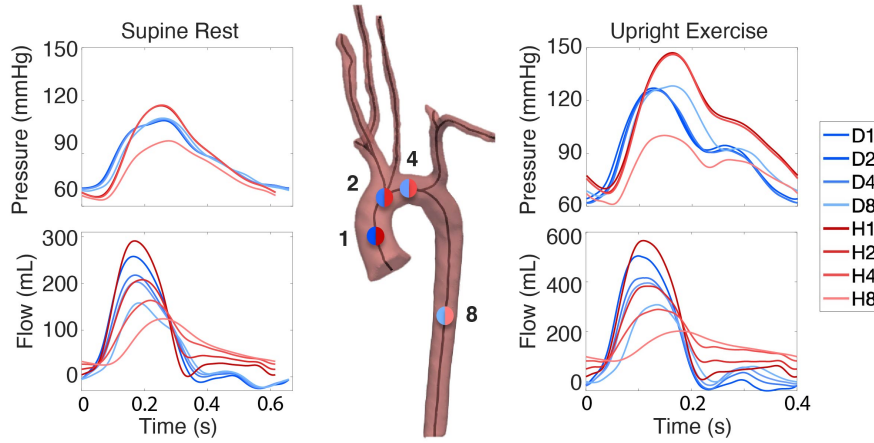 Supine Rest
Pressure (mmHg)
150
120
90
60
Flow (mL)
300
200
100
0
0
0.2
0.4
0.6
Time (s)
1
2
4
8
Upright Exercise
Pressure (mmHg)
150
120
90
60
Flow (mL)
600
400
200
0
0
0.2
0.4
Time (s)
D1
D2
D4
D8
H1
H2
H4
H8